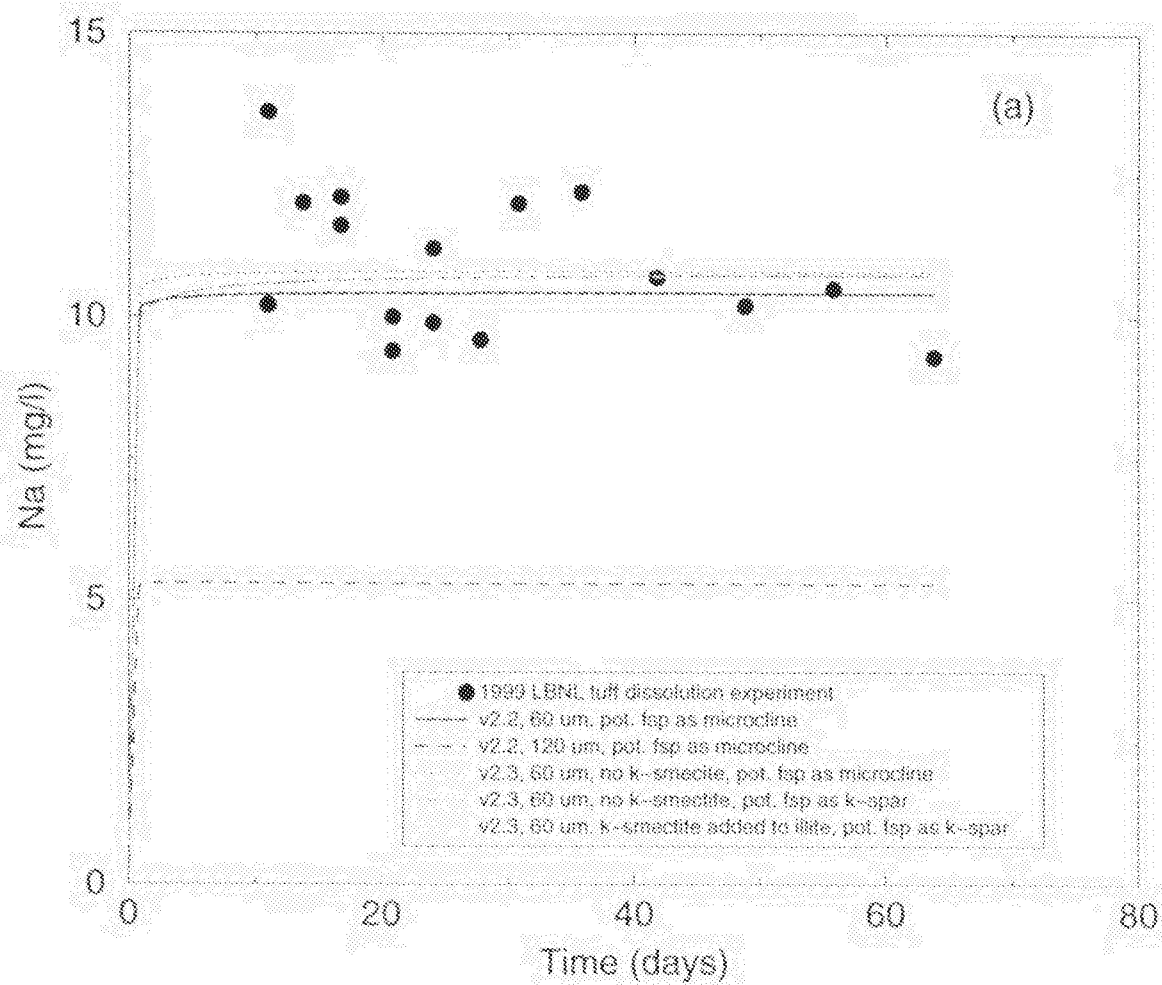 15
(a)
10
Na (mg/l)
5
1999 LBNL tuff dissolution experiment
v2.2, 60 um, pot. fsp as microcline
v2.2, 120 um, pot. fsp as microcline
v2.3, 60 um, no k-smecite, pot. fsp as microcline
v2.3, 60 um, no k-smectite, pot. fsp as k-spar
v2.3, 60 um, k-smectite added to illite, pot. fsp as k-spar
0
0 20 40 60 80
Time (days)